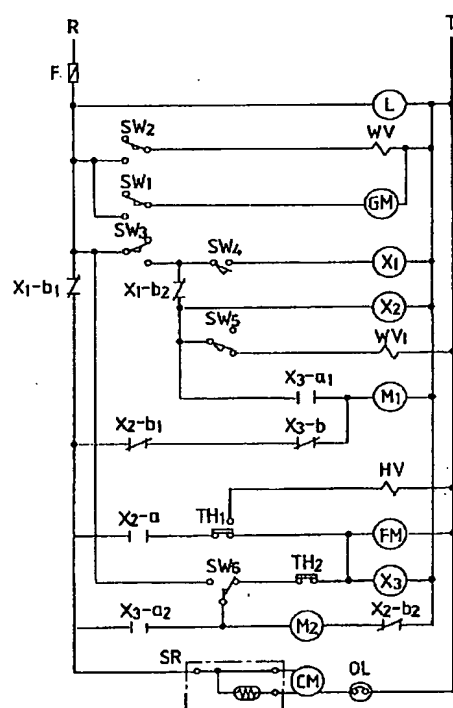 R T
F
L
SW2 WV
SW1
GM
SW3 SW4
X1
X1-b1 X1-b2
X2
SW5
WV1
X3-a1
M1
X2-b1 X3-b
HV
X2-a TH1
FM
SW6 TH2
X3
X3-a2 X2-b2
M2
SR OL
CM